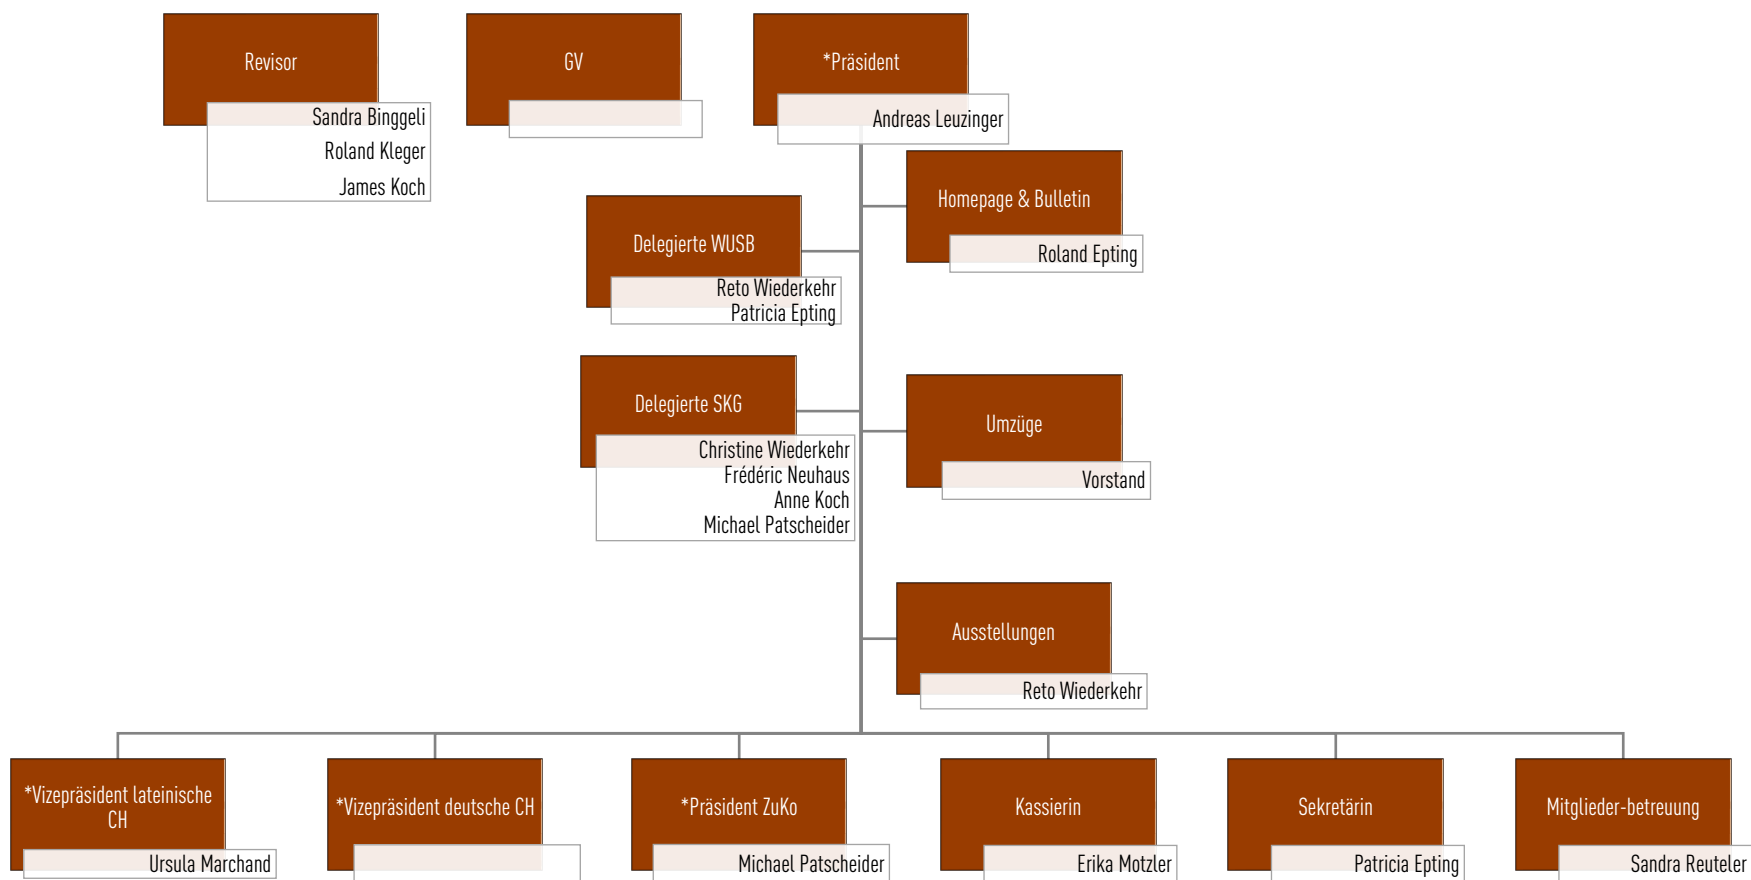 Revisor
Sandra Binggeli
Roland Kleger
James Koch
GV
*Präsident
Andreas Leuzinger
Homepage & Bulletin
Roland Epting
Delegierte WUSB
Reto Wiederkehr
Patricia Epting
Delegierte SKG
Christine Wiederkehr
Frédéric Neuhaus
Anne Koch
Michael Patscheider
Umzüge
Vorstand
Ausstellungen
Reto Wiederkehr
*Vizepräsident lateinische
CH
Ursula Marchand
*Vizepräsident deutsche CH
*Präsident ZuKo
Michael Patscheider
Kassierin
Erika Motzler
Sekretärin
Patricia Epting
Mitglieder-betreuung
Sandra Reuteler